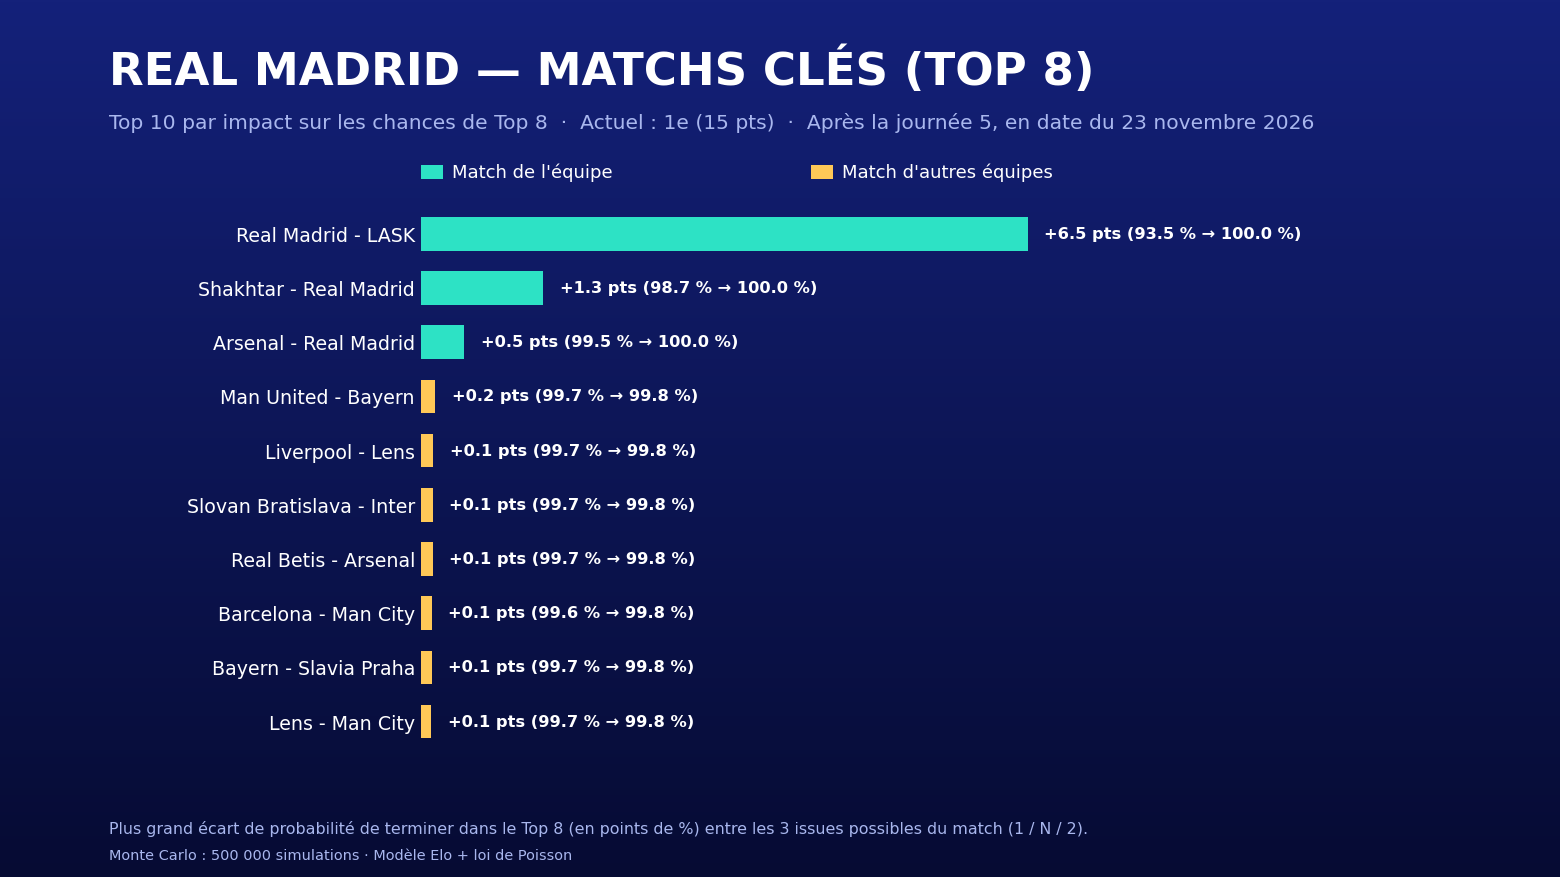 REAL MADRID — MATCHS CLÉS (TOP 8)
Top 10 par impact sur les chances de Top 8 · Actuel : 1e (15 pts) · Après la journée 5, en date du 23 novembre 2026
Match de l'équipe Match d'autres équipes
Real Madrid - LASK +6.5 pts (93.5 % → 100.0 %)
Shakhtar - Real Madrid +1.3 pts (98.7 % → 100.0 %)
Arsenal - Real Madrid +0.5 pts (99.5 % → 100.0 %)
Man United - Bayern +0.2 pts (99.7 % → 99.8 %)
Liverpool - Lens +0.1 pts (99.7 % → 99.8 %)
Slovan Bratislava - Inter +0.1 pts (99.7 % → 99.8 %)
Real Betis - Arsenal +0.1 pts (99.7 % → 99.8 %)
Barcelona - Man City +0.1 pts (99.6 % → 99.8 %)
Bayern - Slavia Praha +0.1 pts (99.7 % → 99.8 %)
Lens - Man City +0.1 pts (99.7 % → 99.8 %)
Plus grand écart de probabilité de terminer dans le Top 8 (en points de %) entre les 3 issues possibles du match (1 / N / 2).
Monte Carlo : 500 000 simulations · Modèle Elo + loi de Poisson